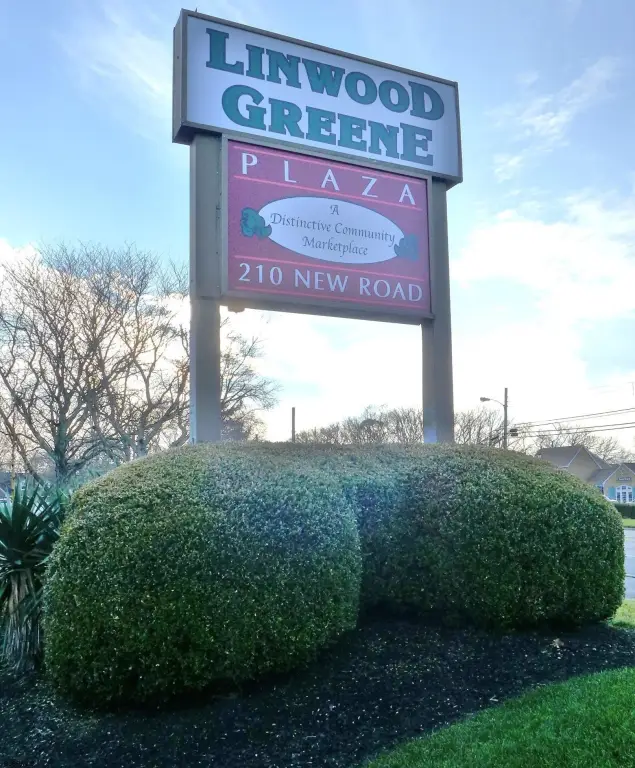 LINWOOD
GREENE
PLAZA
A
Distinctive Community
Marketplace
210 NEW ROAD